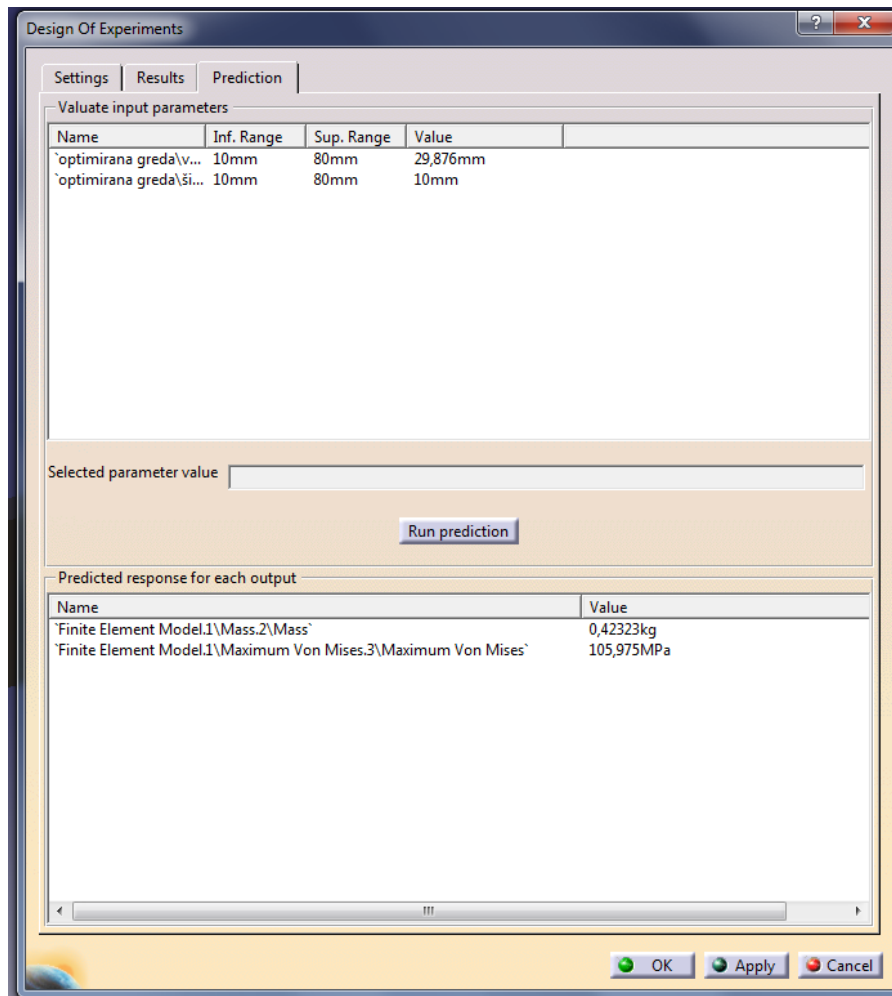 Design Of Experiments
Settings Results Prediction
Valuate input parameters
Name Inf. Range Sup. Range Value
`optimirana greda\v... 10mm 80mm 29,876mm
`optimirana greda\ši... 10mm 80mm 10mm
Selected parameter value
Run prediction
Predicted response for each output
Name Value
`Finite Element Model.1\Mass.2\Mass` 0,42323kg
`Finite Element Model.1\Maximum Von Mises.3\Maximum Von Mises` 105,975MPa
OK Apply Cancel